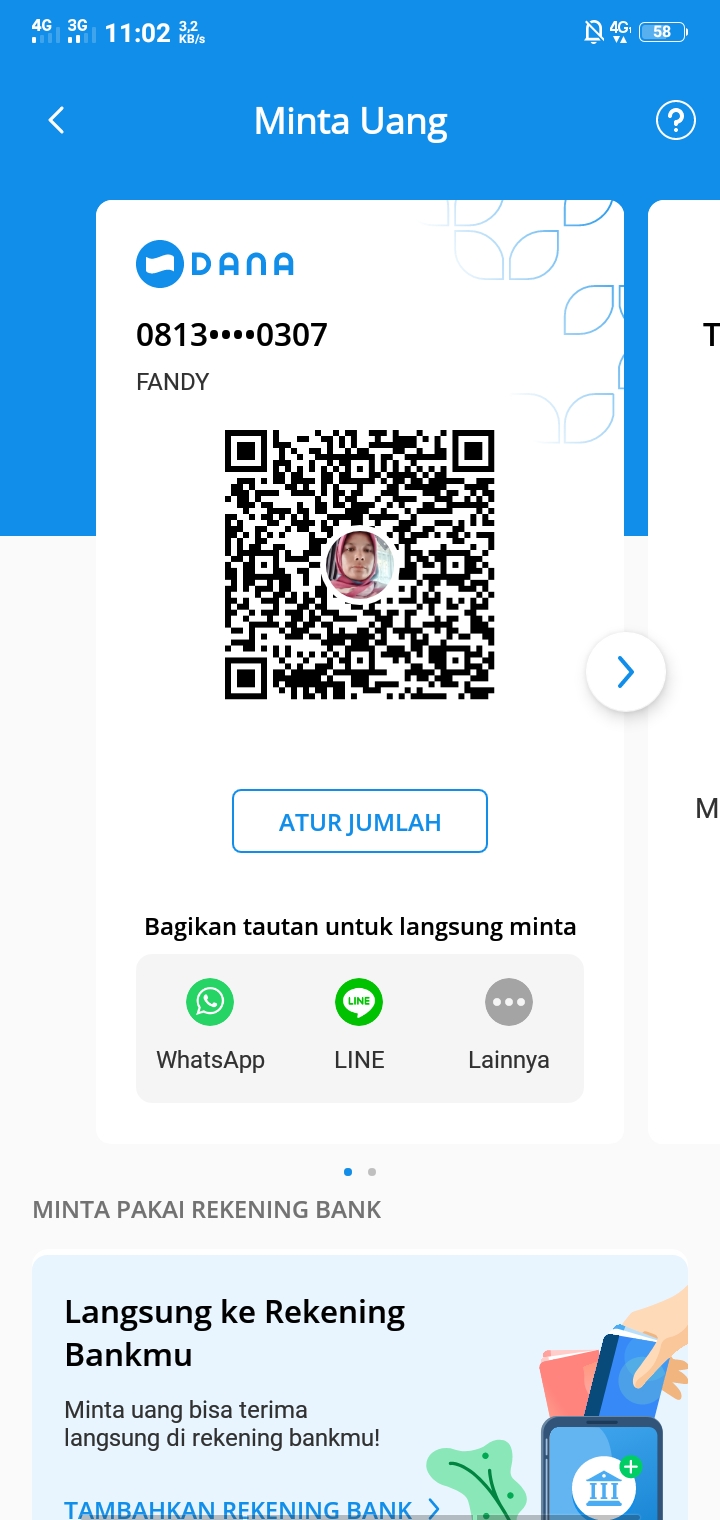 4G 3G 11:02 3,2 KB/s 4G 58
Minta Uang
DANA
0813••••0307
FANDY
ATUR JUMLAH
Bagikan tautan untuk langsung minta
LINE
WhatsApp LINE Lainnya
T
M
MINTA PAKAI REKENING BANK
Langsung ke Rekening
Bankmu
Minta uang bisa terima
langsung di rekening bankmu!
TAMBAHKAN REKENING BANK